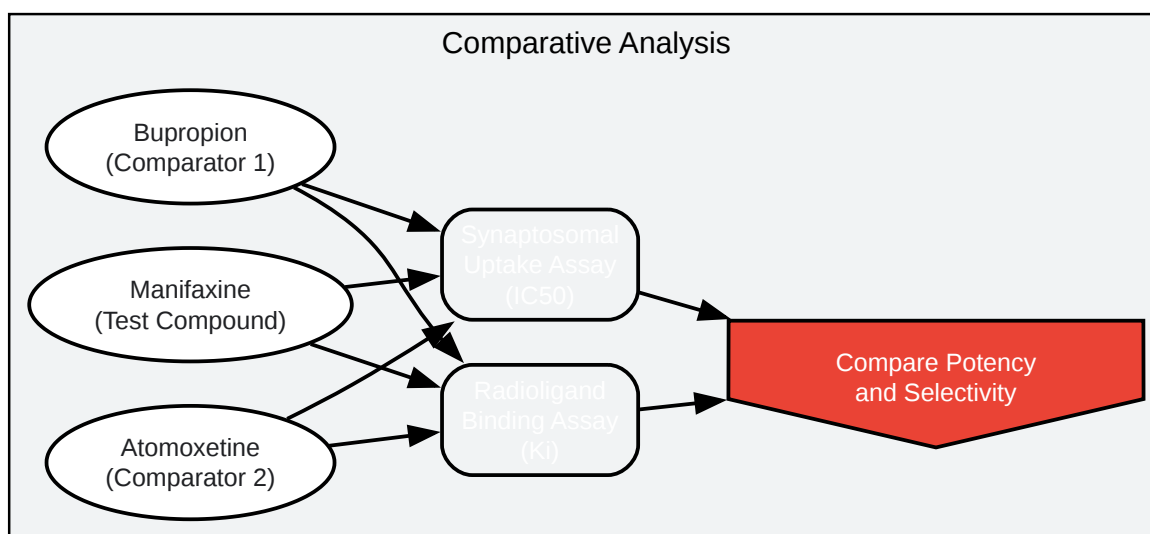 Comparative Analysis
Bupropion
(Comparator 1)
Manifaxine
(Test Compound)
Atomoxetine
(Comparator 2)
Synaptosomal
Uptake Assay
(IC50)
Radioligand
Binding Assay
(Ki)
Compare Potency
and Selectivity